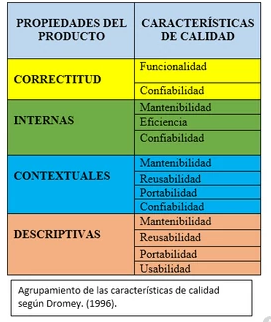 PROPIEDADES DEL
PRODUCTO
CARACTERÍSTICAS
DE CALIDAD
CORRECTITUD
Funcionalidad
Confiabilidad
INTERNAS
Mantenibilidad
Eficiencia
Confiabilidad
CONTEXTUALES
Mantenibilidad
Reusabilidad
Portabilidad
Confiabilidad
DESCRIPTIVAS
Mantenibilidad
Reusabilidad
Portabilidad
Usabilidad
Agrupamiento de las características de calidad
según Dromey. (1996).